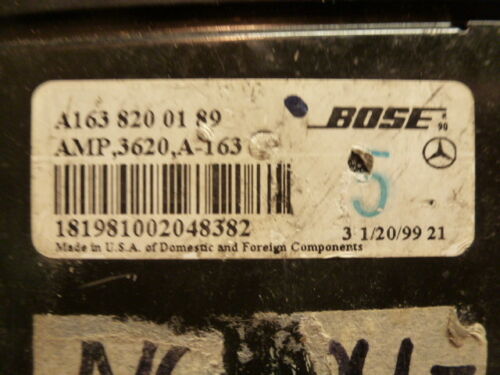 A163 820 01 89
BOSE
AMP,3620,A-163
5
181981002048382
3 1/20/99 21
Made in U.S.A. of Domestic and Foreign Components